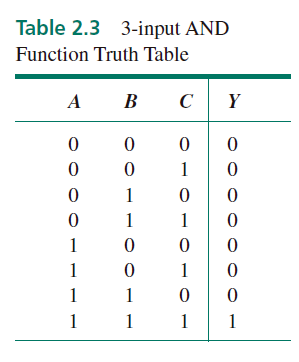 Table 2.3 3-input AND
Function Truth Table
A B C Y
0 0 0 0
0 0 1 0
0 1 0 0
0 1 1 0
1 0 0 0
1 0 1 0
1 1 0 0
1 1 1 1